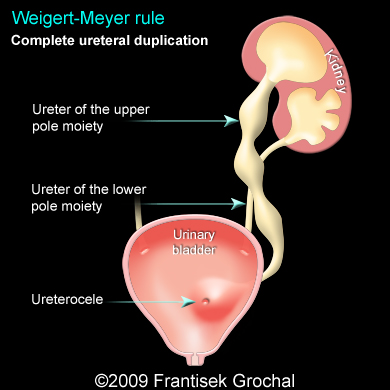 Weigert-Meyer rule
Complete ureteral duplication
Kidney
Ureter of the upper
pole moiety
Ureter of the lower
pole moiety
Urinary
bladder
Ureterocele
©2009 Frantisek Grochal